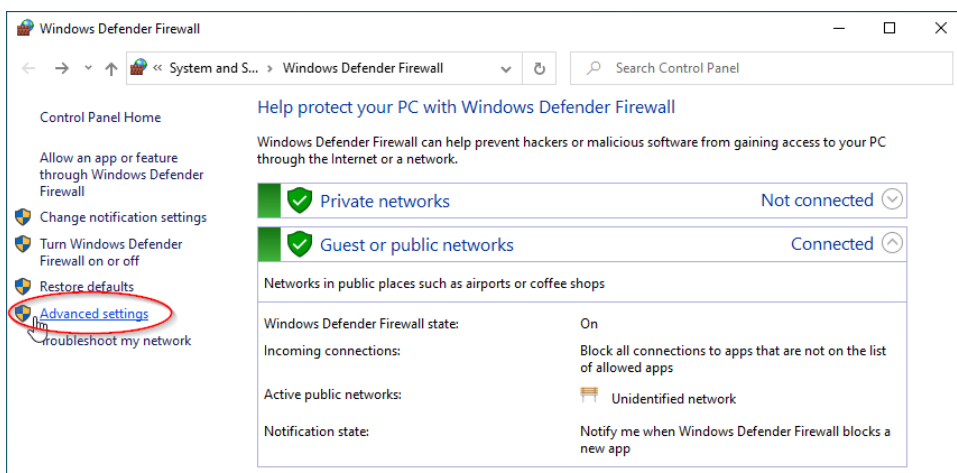 Windows Defender Firewall
« System and S... › Windows Defender Firewall
Search Control Panel
Control Panel Home
Allow an app or feature
through Windows Defender
Firewall
Change notification settings
Turn Windows Defender
Firewall on or off
Restore defaults
Advanced settings
Troubleshoot my network
Help protect your PC with Windows Defender Firewall
Windows Defender Firewall can help prevent hackers or malicious software from gaining access to your PC
through the Internet or a network.
Private networks Not connected
Guest or public networks Connected
Networks in public places such as airports or coffee shops
Windows Defender Firewall state: On
Incoming connections: Block all connections to apps that are not on the list
of allowed apps
Active public networks: Unidentified network
Notification state: Notify me when Windows Defender Firewall blocks a
new app